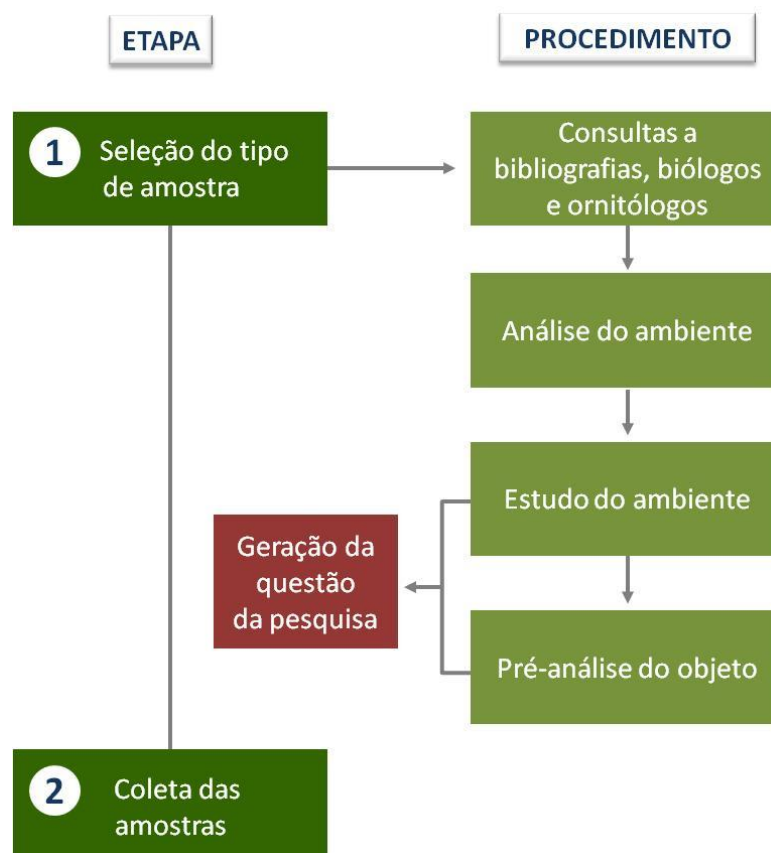 ETAPA
PROCEDIMENTO
1 Seleção do tipo
de amostra
Consultas a
bibliografias, biólogos
e ornitólogos
Análise do ambiente
Estudo do ambiente
Geração da
questão
da pesquisa
Pré-análise do objeto
2 Coleta das
amostras